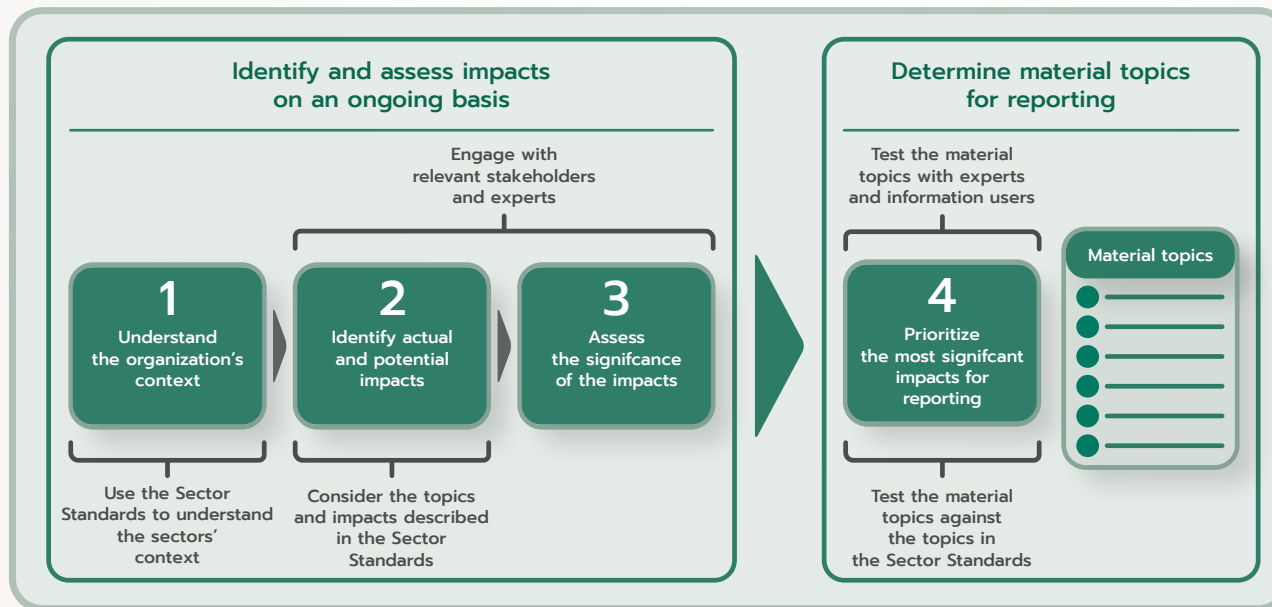 Identify and assess impacts
on an ongoing basis
Engage with
relevant stakeholders
and experts
1
Understand
the organization's
context
2
Identify actual
and potential
impacts
3
Assess
the signifcance
of the impacts
Use the Sector
Standards to understand
the sectors'
context
Consider the topics
and impacts described
in the Sector
Standards
Determine material topics
for reporting
Test the material
topics with experts
and information users
4
Prioritize
the most signifcant
impacts for
reporting
Material topics
Test the material
topics against
the topics in
the Sector Standards